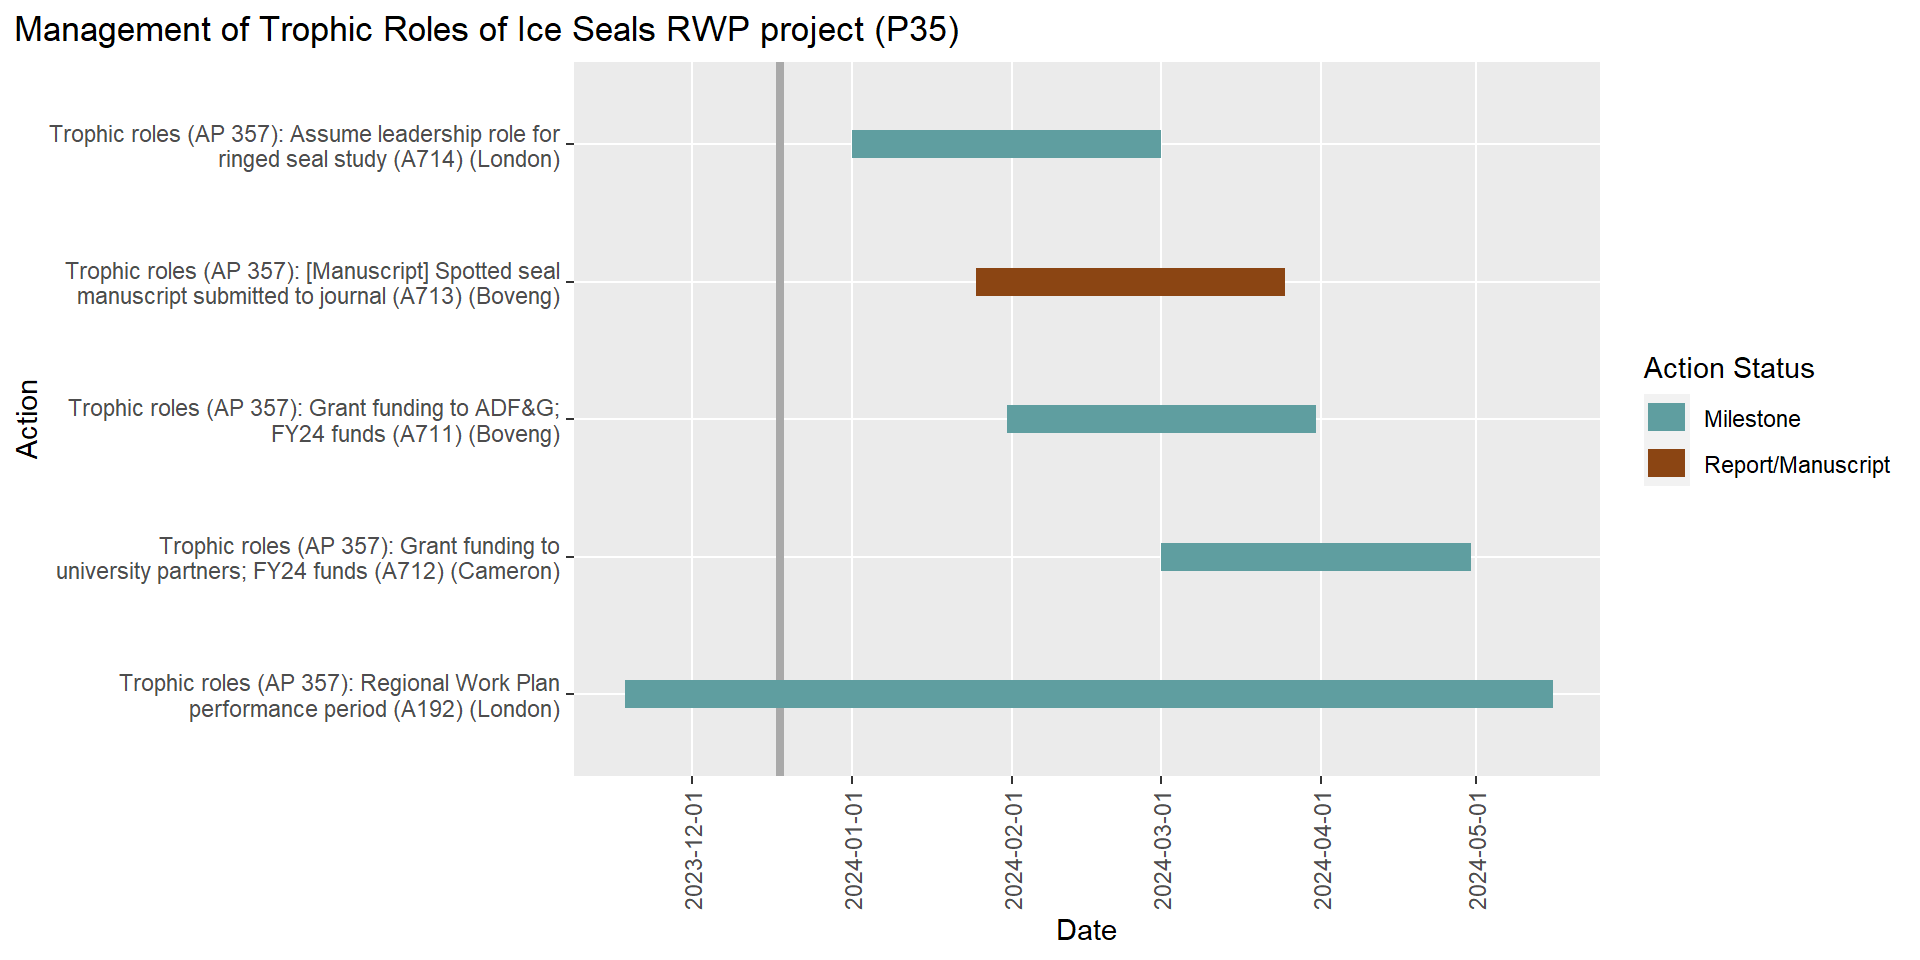 Management of Trophic Roles of Ice Seals RWP project (P35)
Trophic roles (AP 357): Assume leadership role for
ringed seal study (A714) (London)
Trophic roles (AP 357): [Manuscript] Spotted seal
manuscript submitted to journal (A713) (Boveng)
Trophic roles (AP 357): Grant funding to ADF&G;
FY24 funds (A711) (Boveng)
Trophic roles (AP 357): Grant funding to
university partners; FY24 funds (A712) (Cameron)
Trophic roles (AP 357): Regional Work Plan
performance period (A192) (London)
Action
2023-12-01
2024-01-01
2024-02-01
2024-03-01
2024-04-01
2024-05-01
Date
Action Status
Milestone
Report/Manuscript